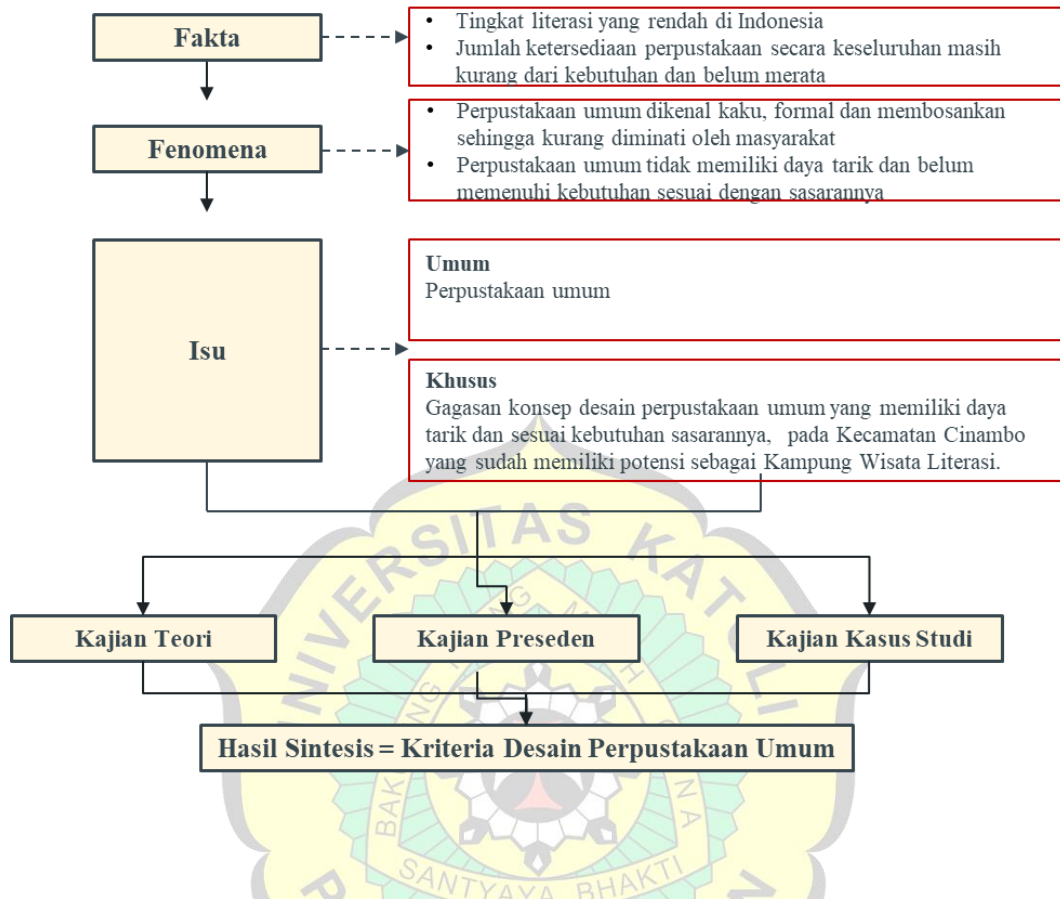 Fakta
• Tingkat literasi yang rendah di Indonesia
• Jumlah ketersediaan perpustakaan secara keseluruhan masih
kurang dari kebutuhan dan belum merata
Fenomena
• Perpustakaan umum dikenal kaku, formal dan membosankan
sehingga kurang diminati oleh masyarakat
• Perpustakaan umum tidak memiliki daya tarik dan belum
memenuhi kebutuhan sesuai dengan sasarannya
Isu
Umum
Perpustakaan umum
Khusus
Gagasan konsep desain perpustakaan umum yang memiliki daya
tarik dan sesuai kebutuhan sasarannya, pada Kecamatan Cinambo
yang sudah memiliki potensi sebagai Kampung Wisata Literasi.
UNIVERSITAS KATOLI
Kajian Teori
Kajian Preseden
Kajian Kasus Studi
Hasil Sintesis = Kriteria Desain Perpustakaan Umum
SANTYAYA BHAKTI